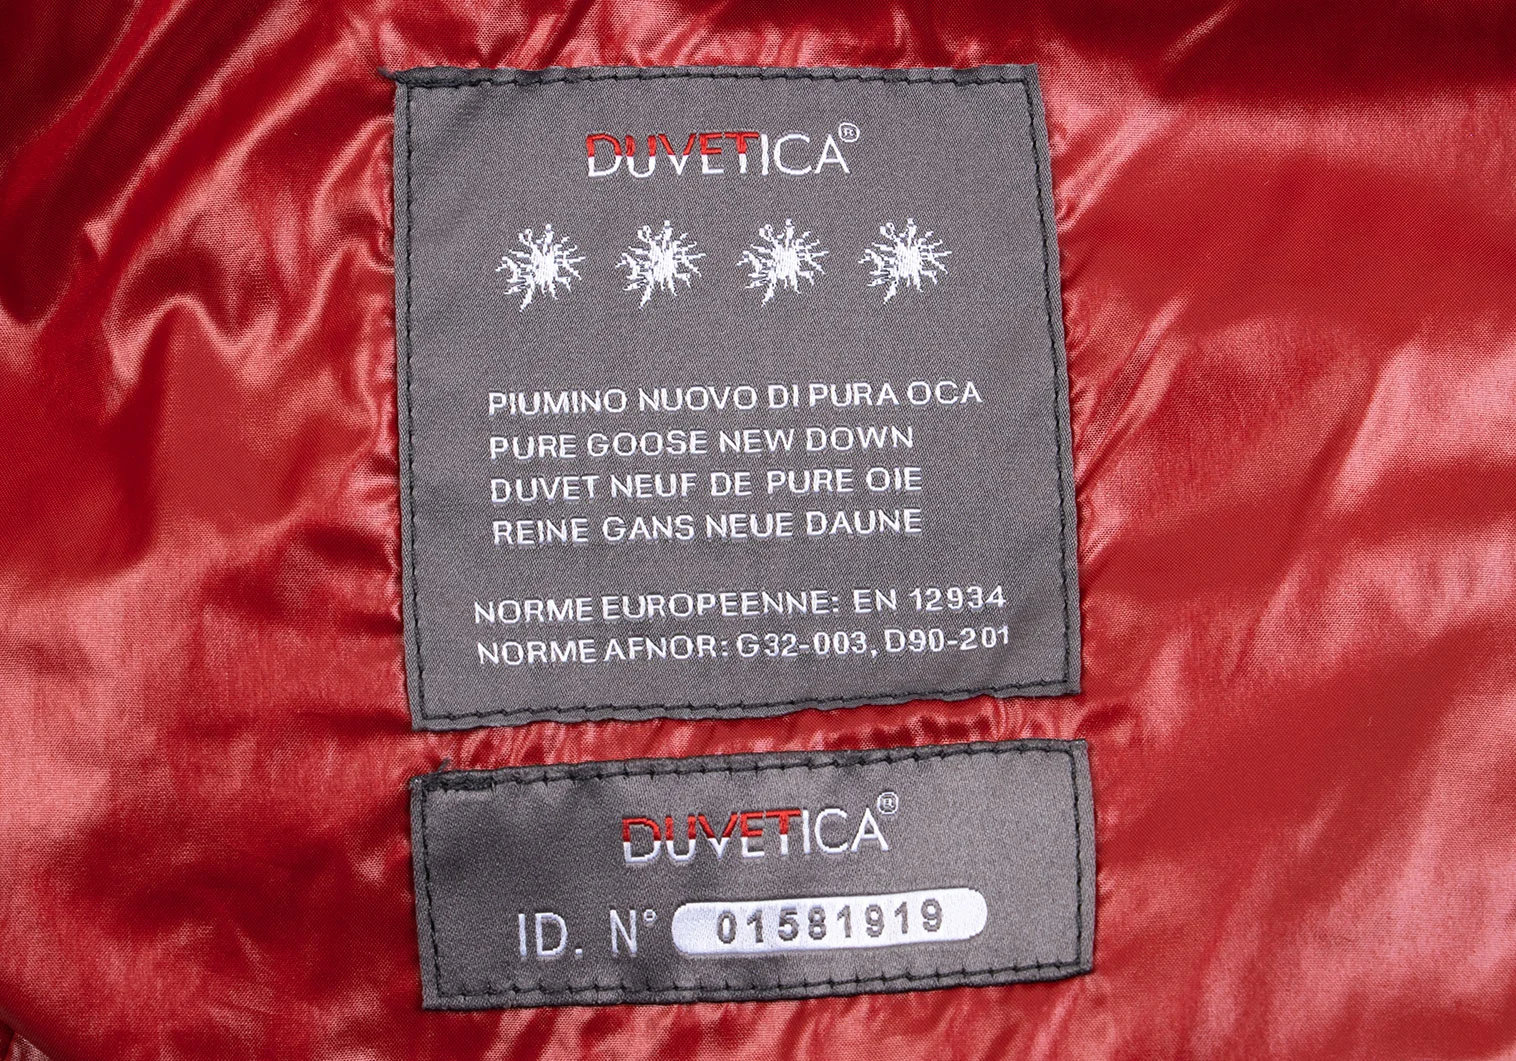 DUVETICA®
PIUMINO NUOVO DI PURA OCA
PURE GOOSE NEW DOWN
DUVET NEUF DE PURE OIE
REINE GANS NEUE DAUNE
NORME EUROPEENNE: EN 12934
NORME AFNOR: G32-003, D90-201
DUVETICA®
ID. N° 01581919